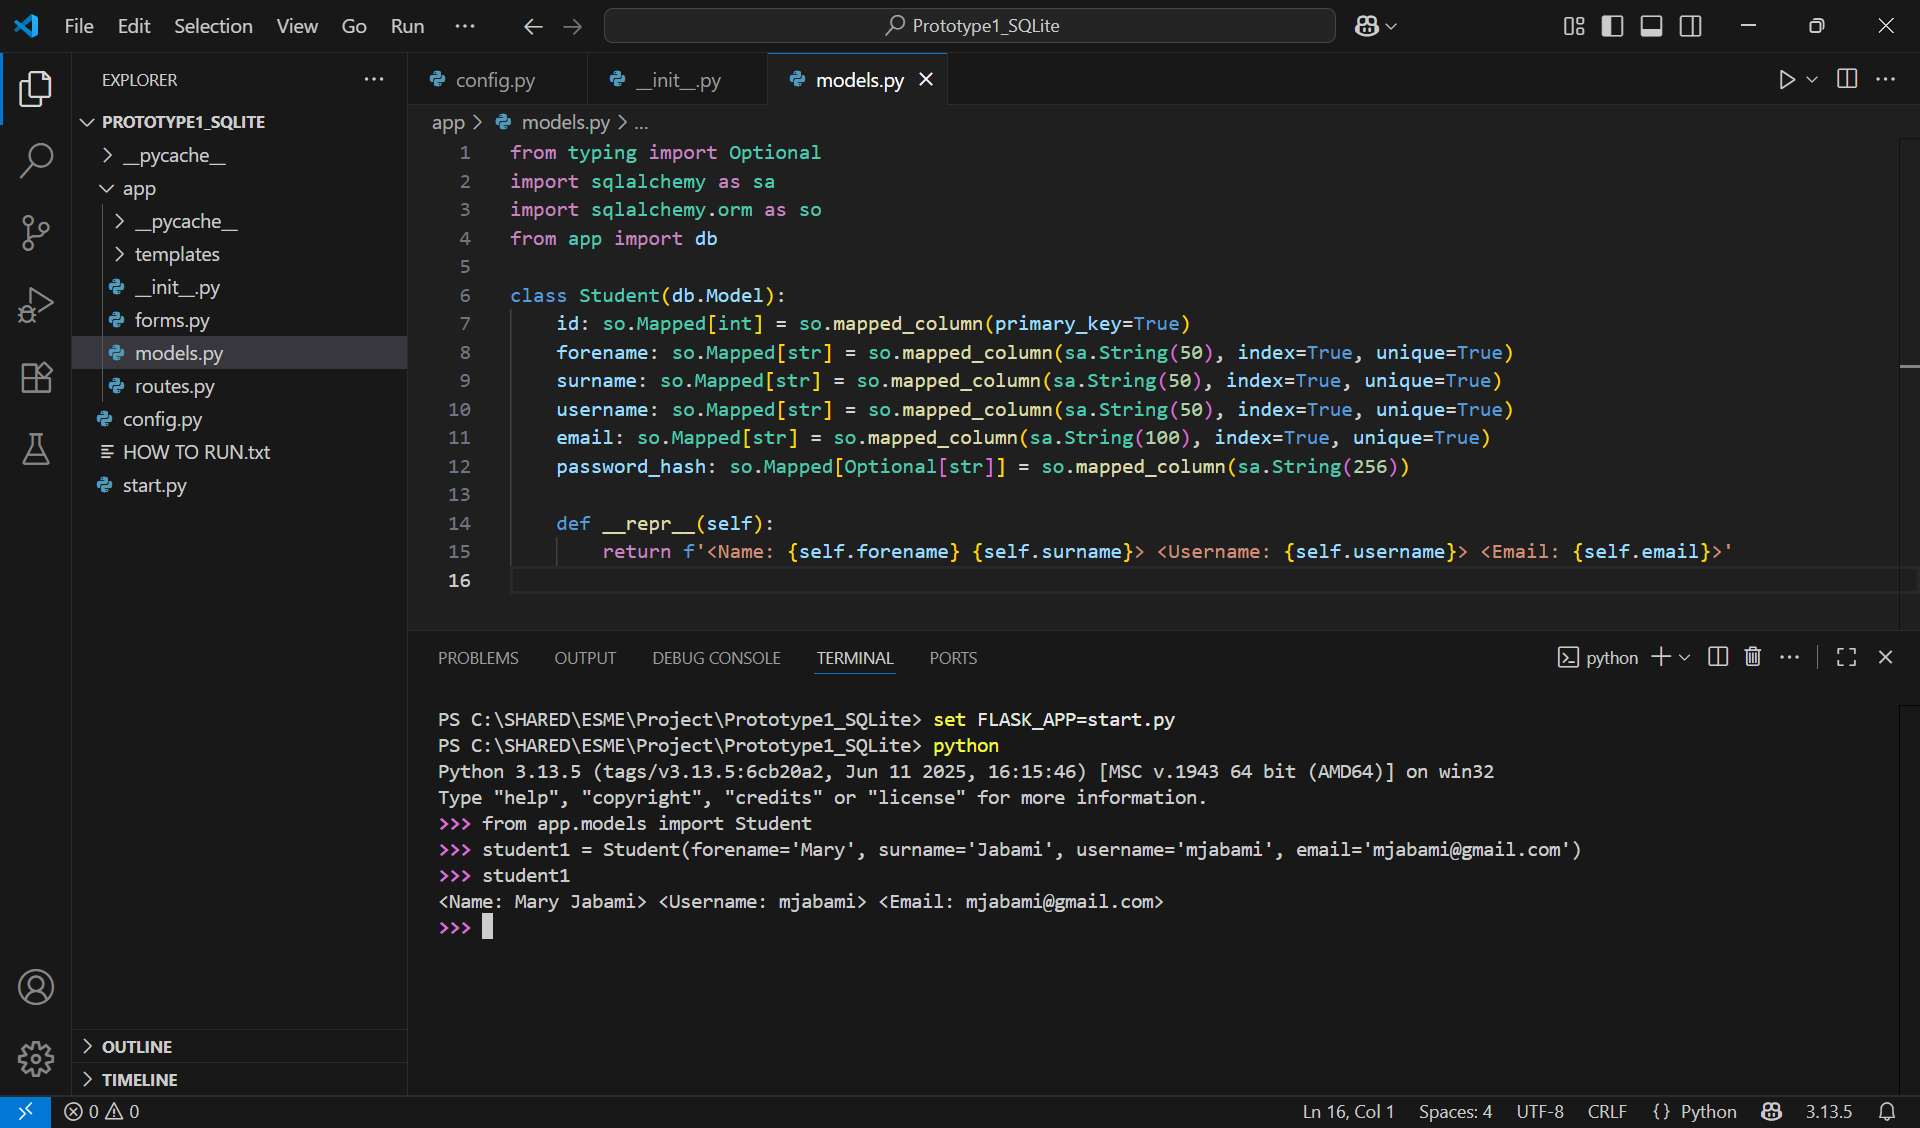 File Edit Selection View Go Run ··· Prototype1_SQLite
EXPLORER ···
PROTOTYPE1_SQLITE
__pycache__
app
__pycache__
templates
__init__.py
forms.py
models.py
routes.py
config.py
HOW TO RUN.txt
start.py
OUTLINE
TIMELINE
config.py __init__.py models.py
app > models.py > ...
1 from typing import Optional
2 import sqlalchemy as sa
3 import sqlalchemy.orm as so
4 from app import db
5
6 class Student(db.Model):
7 id: so.Mapped[int] = so.mapped_column(primary_key=True)
8 forename: so.Mapped[str] = so.mapped_column(sa.String(50), index=True, unique=True)
9 surname: so.Mapped[str] = so.mapped_column(sa.String(50), index=True, unique=True)
10 username: so.Mapped[str] = so.mapped_column(sa.String(50), index=True, unique=True)
11 email: so.Mapped[str] = so.mapped_column(sa.String(100), index=True, unique=True)
12 password_hash: so.Mapped[Optional[str]] = so.mapped_column(sa.String(256))
13
14 def __repr__(self):
15 return f'<Name: {self.forename} {self.surname}> <Username: {self.username}> <Email: {self.email}>'
16
PROBLEMS OUTPUT DEBUG CONSOLE TERMINAL PORTS python
PS C:\SHARED\ESME\Project\Prototype1_SQLite> set FLASK_APP=start.py
PS C:\SHARED\ESME\Project\Prototype1_SQLite> python
Python 3.13.5 (tags/v3.13.5:6cb20a2, Jun 11 2025, 16:15:46) [MSC v.1943 64 bit (AMD64)] on win32
Type "help", "copyright", "credits" or "license" for more information.
>>> from app.models import Student
>>> student1 = Student(forename='Mary', surname='Jabami', username='mjabami', email='mjabami@gmail.com')
>>> student1
<Name: Mary Jabami> <Username: mjabami> <Email: mjabami@gmail.com>
>>>
0 0 Ln 16, Col 1 Spaces: 4 UTF-8 CRLF {} Python 3.13.5